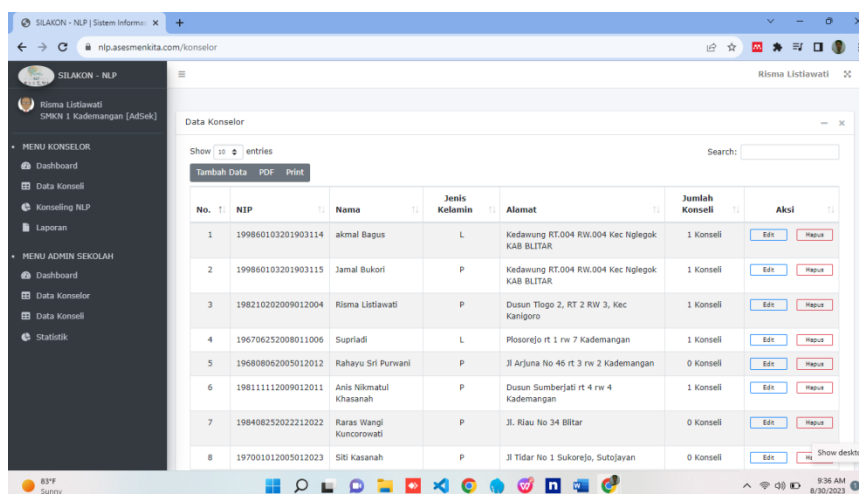 SILAKON - NLP | Sistem Informa
nlp.asesmenkita.com/konselor
SILAKON - NLP
Risma Listiawati
Risma Listiawati
SMKN 1 Kademangan [AdSek]
MENU KONSELOR
Dashboard
Data Konseli
Konseling NLP
Laporan
MENU ADMIN SEKOLAH
Dashboard
Data Konselor
Data Konseli
Statistik
Data Konselor
Show 10 entries
Search:
Tambah Data PDF Print
No. NIP Nama Jenis Kelamin Alamat Jumlah Konseli Aksi
1 199860103201903114 akmal Bagus L Kedawung RT.004 RW.004 Kec Nglegok 1 Konseli Edit Hapus
KAB BLITAR
2 199860103201903115 Jamal Bukori P Kedawung RT.004 RW.004 Kec Nglegok 1 Konseli Edit Hapus
KAB BLITAR
3 198210202009012004 Risma Listiawati P Dusun Tlogo 2, RT 2 RW 3, Kec 1 Konseli Edit Hapus
Kanigoro
4 196706252008011006 Supriadi L Plosorejo rt 1 rw 7 Kademangan 1 Konseli Edit Hapus
5 196808062005012012 Rahayu Sri Purwani P Jl Arjuna No 46 rt 3 rw 2 Kademangan 0 Konseli Edit Hapus
6 198111112009012011 Anis Nikmatul P Dusun Sumberjati rt 4 rw 4 1 Konseli Edit Hapus
Khasanah Kademangan
7 198408252022212022 Raras Wangi P Jl. Riau No 34 Blitar 0 Konseli Edit Hapus
Kuncorowati
8 197001012005012023 Siti Kasanah P Jl Tidar No 1 Sukorejo, Sutojayan 0 Konseli Edit
Show deskto
83°F
Sunny
9:36 AM
8/30/2023